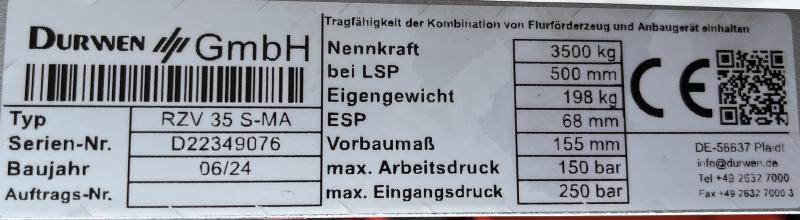 DURWEN GmbH
Typ RZV 35 S-MA
Serien-Nr. D22349076
Baujahr 06/24
Auftrags-Nr.
Tragfähigkeit der Kombination von Flurförderzeug und Anbaugerät einhalten
Nennkraft 3500 kg
bei LSP 500 mm
Eigengewicht 198 kg
ESP 68 mm
Vorbaumaß 155 mm
max. Arbeitsdruck 150 bar
max. Eingangsdruck 250 bar
CE
DE-56637 Plaidt
info@durwen.de
Tel +49 2632 7000
Fax +49 2632 7000 3